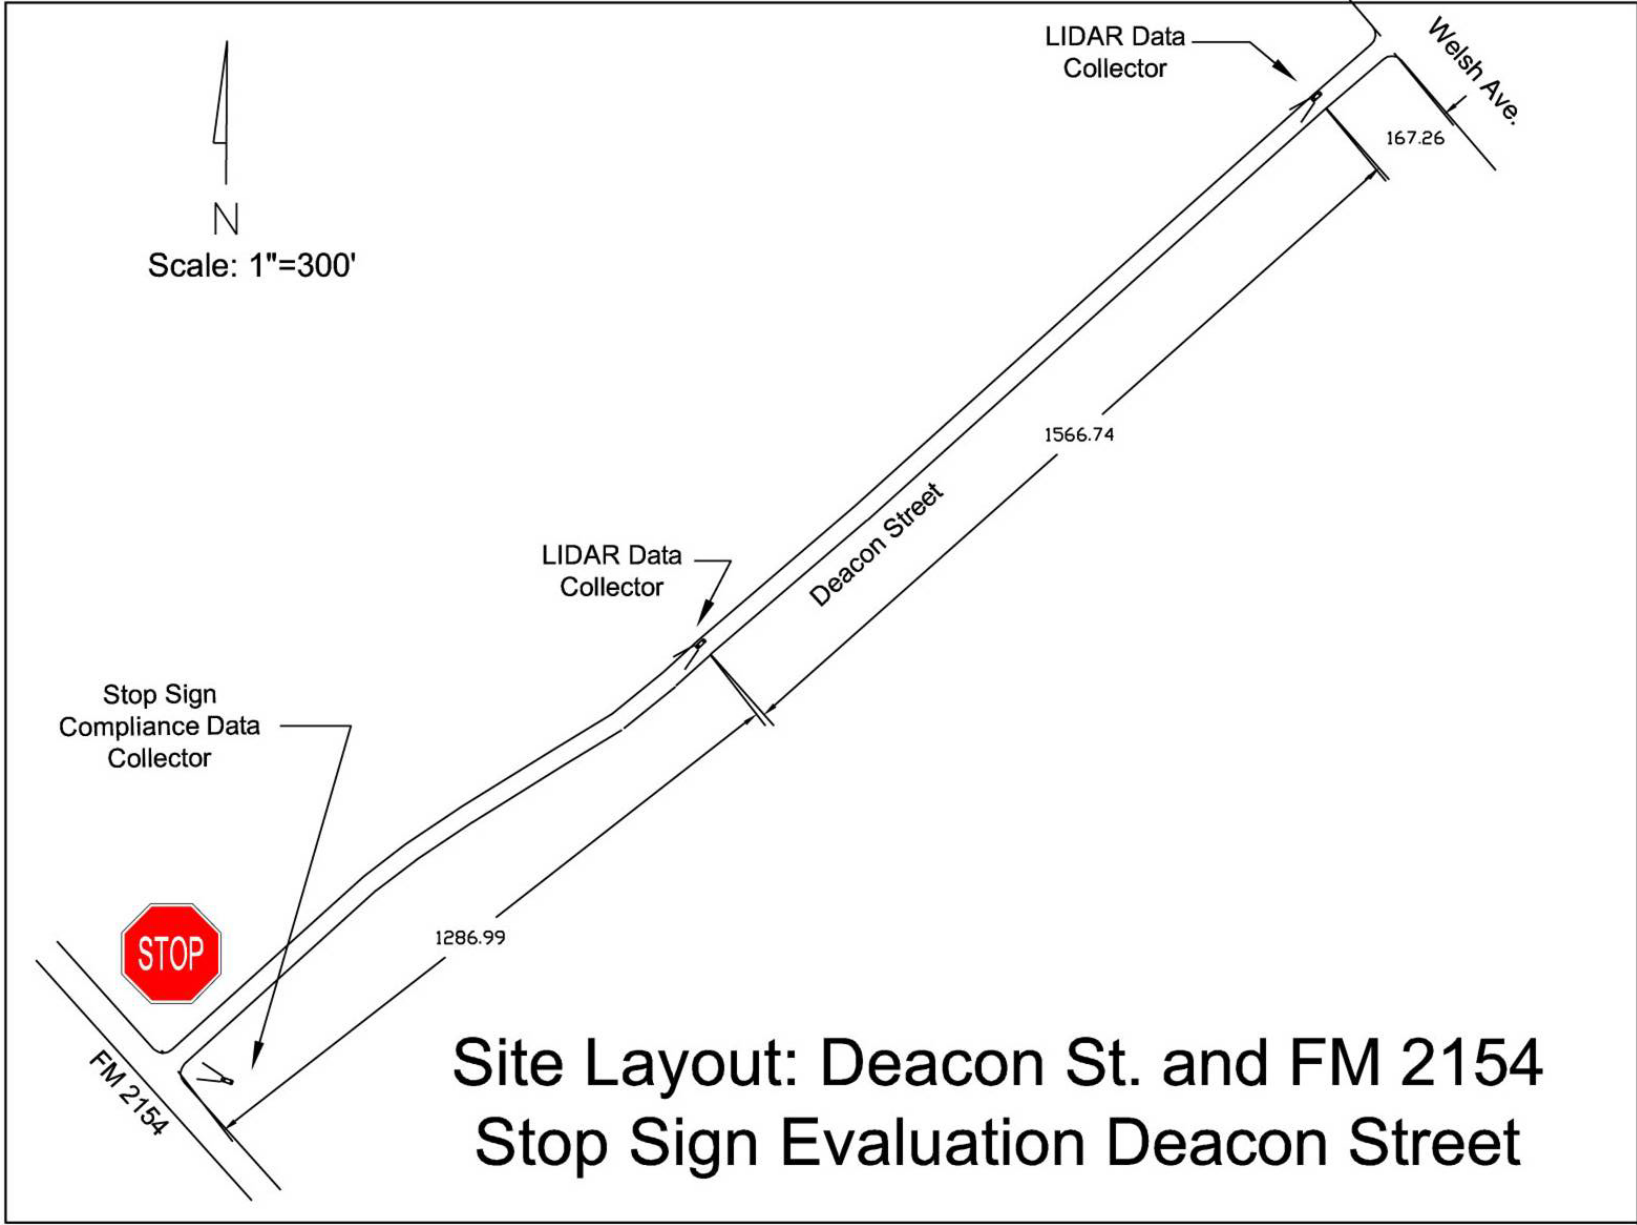 LIDAR Data
Collector
Welsh Ave.
167.26
N
Scale: 1"=300'
1566.74
Deacon Street
LIDAR Data
Collector
Stop Sign
Compliance Data
Collector
STOP
1286.99
FM 2154
Site Layout: Deacon St. and FM 2154
Stop Sign Evaluation Deacon Street